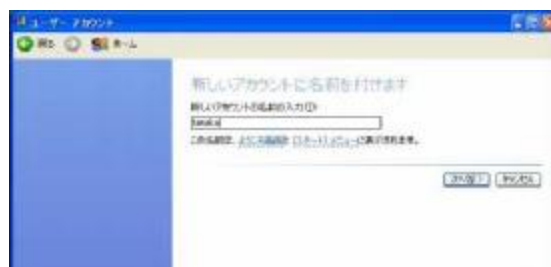 ユーザー アカウント
戻る ホーム
新しいアカウントに名前を付けます
新しいアカウントの名前の入力(D):
tanaka
この名前は、ようこそ画面と [スタート] メニューに表示されます。
次へ(N) > キャンセル